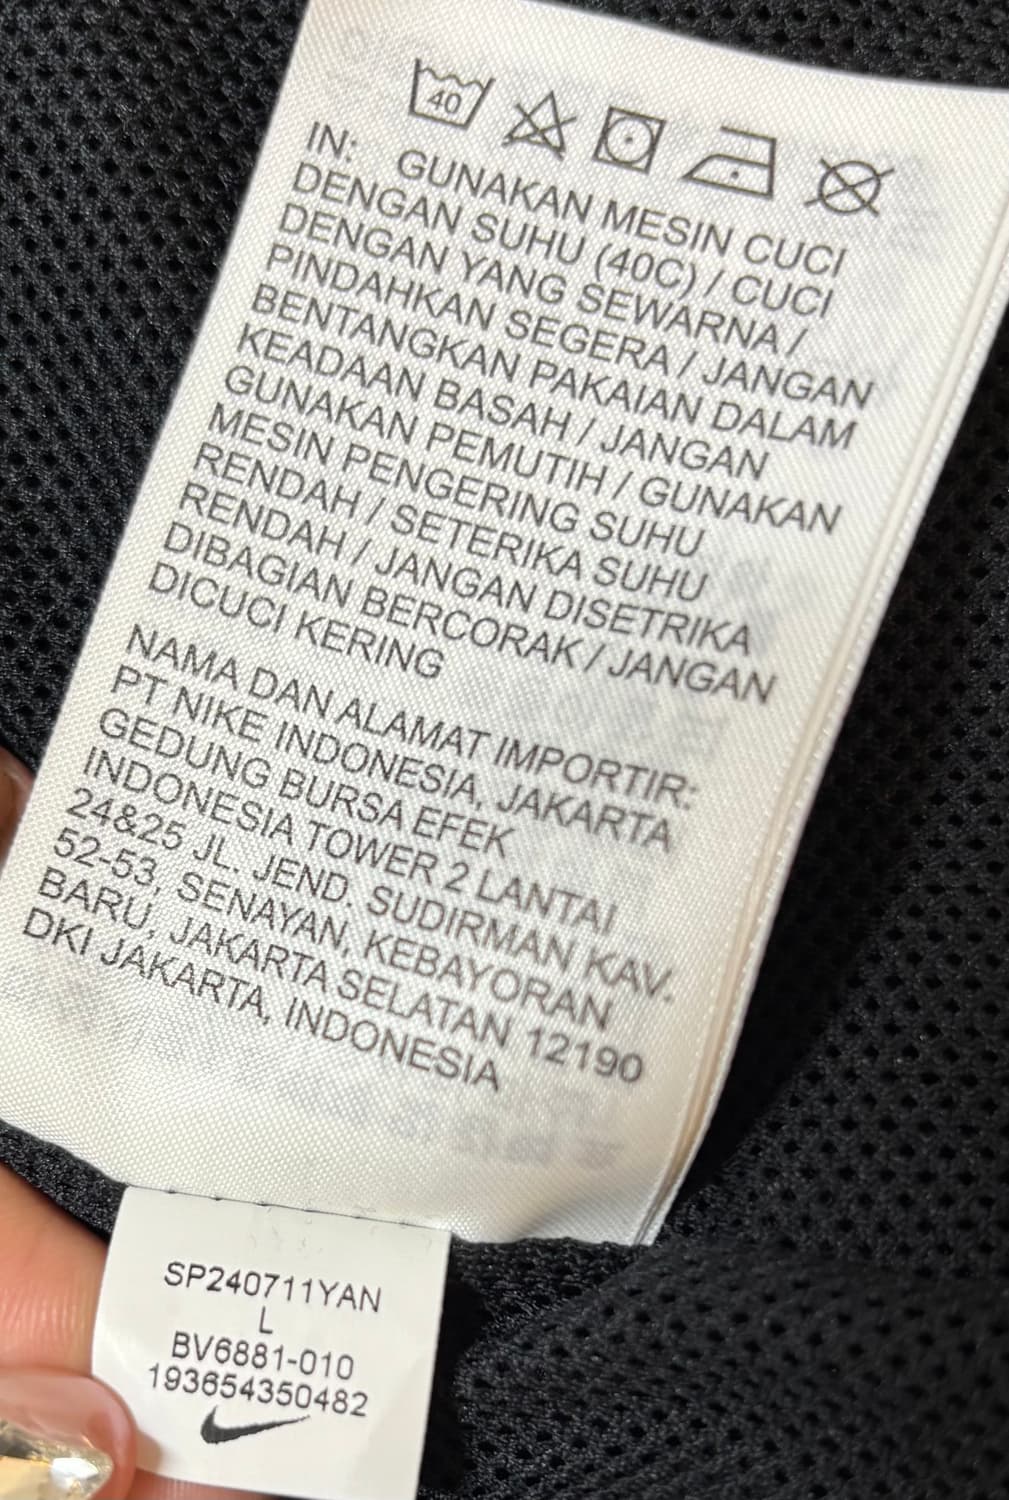 40
IN: GUNAKAN MESIN CUCI
DENGAN SUHU (40C) / CUCI
DENGAN YANG SEWARNA /
PINDAHKAN SEGERA / JANGAN
BENTANGKAN PAKAIAN DALAM
KEADAAN BASAH / JANGAN
GUNAKAN PEMUTIH / GUNAKAN
MESIN PENGERING SUHU
RENDAH / SETERIKA SUHU
RENDAH / JANGAN DISETRIKA
DIBAGIAN BERCORAK / JANGAN
DICUCI KERING
NAMA DAN ALAMAT IMPORTIR:
PT NIKE INDONESIA, JAKARTA
GEDUNG BURSA EFEK
INDONESIA TOWER 2 LANTAI
24&25 JL. JEND. SUDIRMAN KAV.
52-53, SENAYAN, KEBAYORAN
BARU, JAKARTA SELATAN 12190
DKI JAKARTA, INDONESIA
SP240711YAN
L
BV6881-010
193654350482